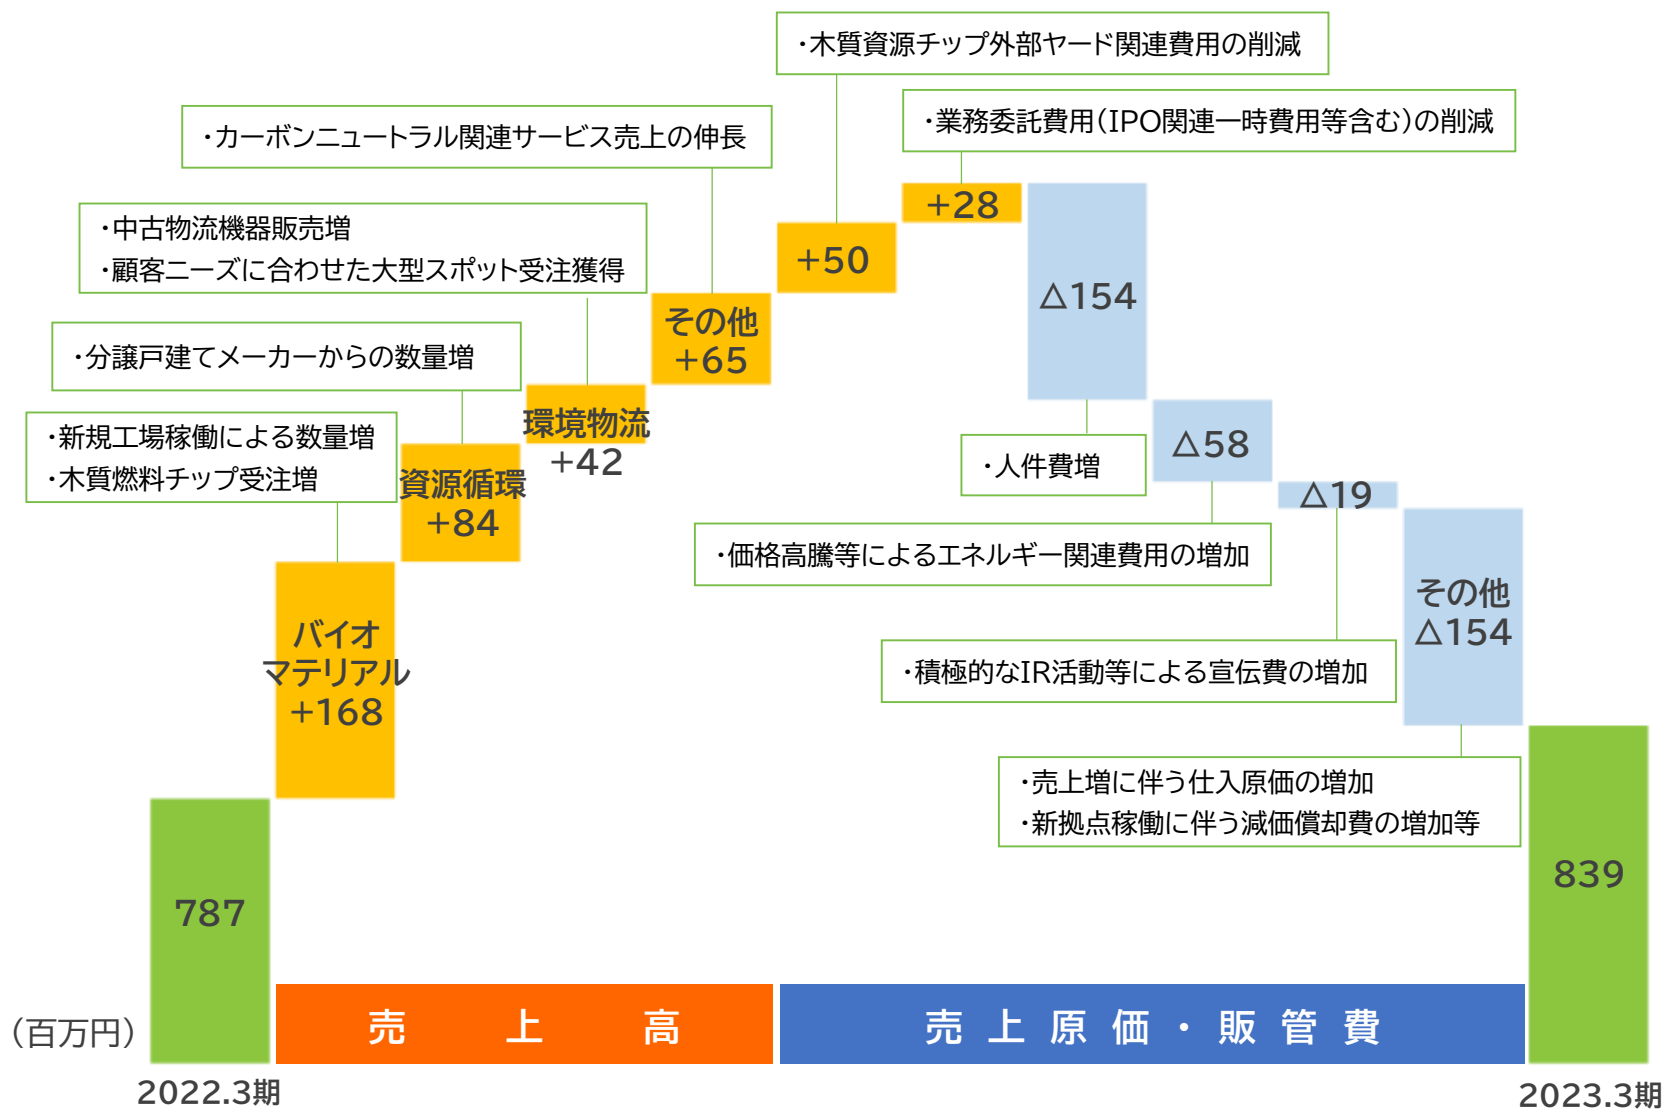 ・木質資源チップ外部ヤード関連費用の削減
・業務委託費用（IPO関連一時費用等含む）の削減
・カーボンニュートラル関連サービス売上の伸長
・中古物流機器販売増
・顧客ニーズに合わせた大型スポット受注獲得
・分譲戸建てメーカーからの数量増
・新規工場稼働による数量増
・木質燃料チップ受注増
787
バイオ
マテリアル
+168
資源循環
+84
環境物流
+42
その他
+65
+50
+28
△154
・人件費増
△58
・価格高騰等によるエネルギー関連費用の増加
△19
・積極的なIR活動等による宣伝費の増加
その他
△154
・売上増に伴う仕入原価の増加
・新拠点稼働に伴う減価償却費の増加等
839
（百万円）
売上高
売上原価・販管費
2022.3期
2023.3期